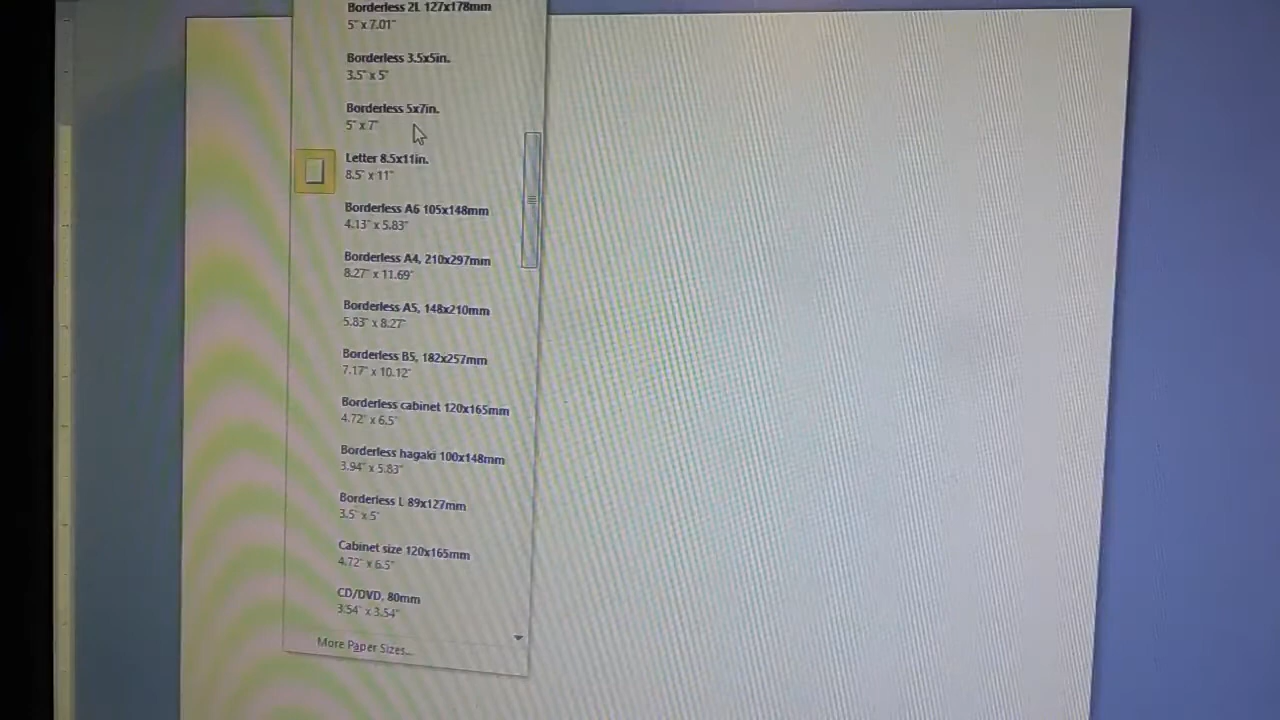 Borderless 2L 127x178mm
5" x 7.01"
Borderless 3.5x5in.
3.5" x 5"
Borderless 5x7in.
5" x 7"
Letter 8.5x11in.
8.5" x 11"
Borderless A6 105x148mm
4.13" x 5.83"
Borderless A4, 210x297mm
8.27" x 11.69"
Borderless A5, 148x210mm
5.83" x 8.27"
Borderless B5, 182x257mm
7.17" x 10.12"
Borderless cabinet 120x165mm
4.72" x 6.5"
Borderless hagaki 100x148mm
3.94" x 5.83"
Borderless L 89x127mm
3.5" x 5"
Cabinet size 120x165mm
4.72" x 6.5"
CD/DVD, 80mm
3.54" x 3.54"
More Paper Sizes...